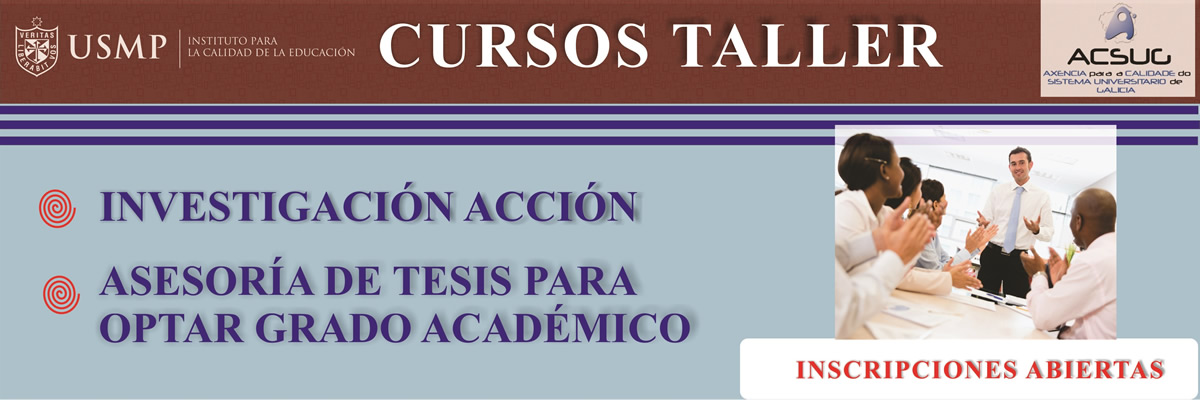 VERITAS
LIBERABIT VOS
USMP
INSTITUTO PARA
LA CALIDAD DE LA EDUCACIÓN
CURSOS TALLER
ACSUG
AXENCIA para a CALIDADE do
SISTEMA UNIVERSITARIO de
GALICIA
INVESTIGACIÓN ACCIÓN
ASESORÍA DE TESIS PARA
OPTAR GRADO ACADÉMICO
INSCRIPCIONES ABIERTAS